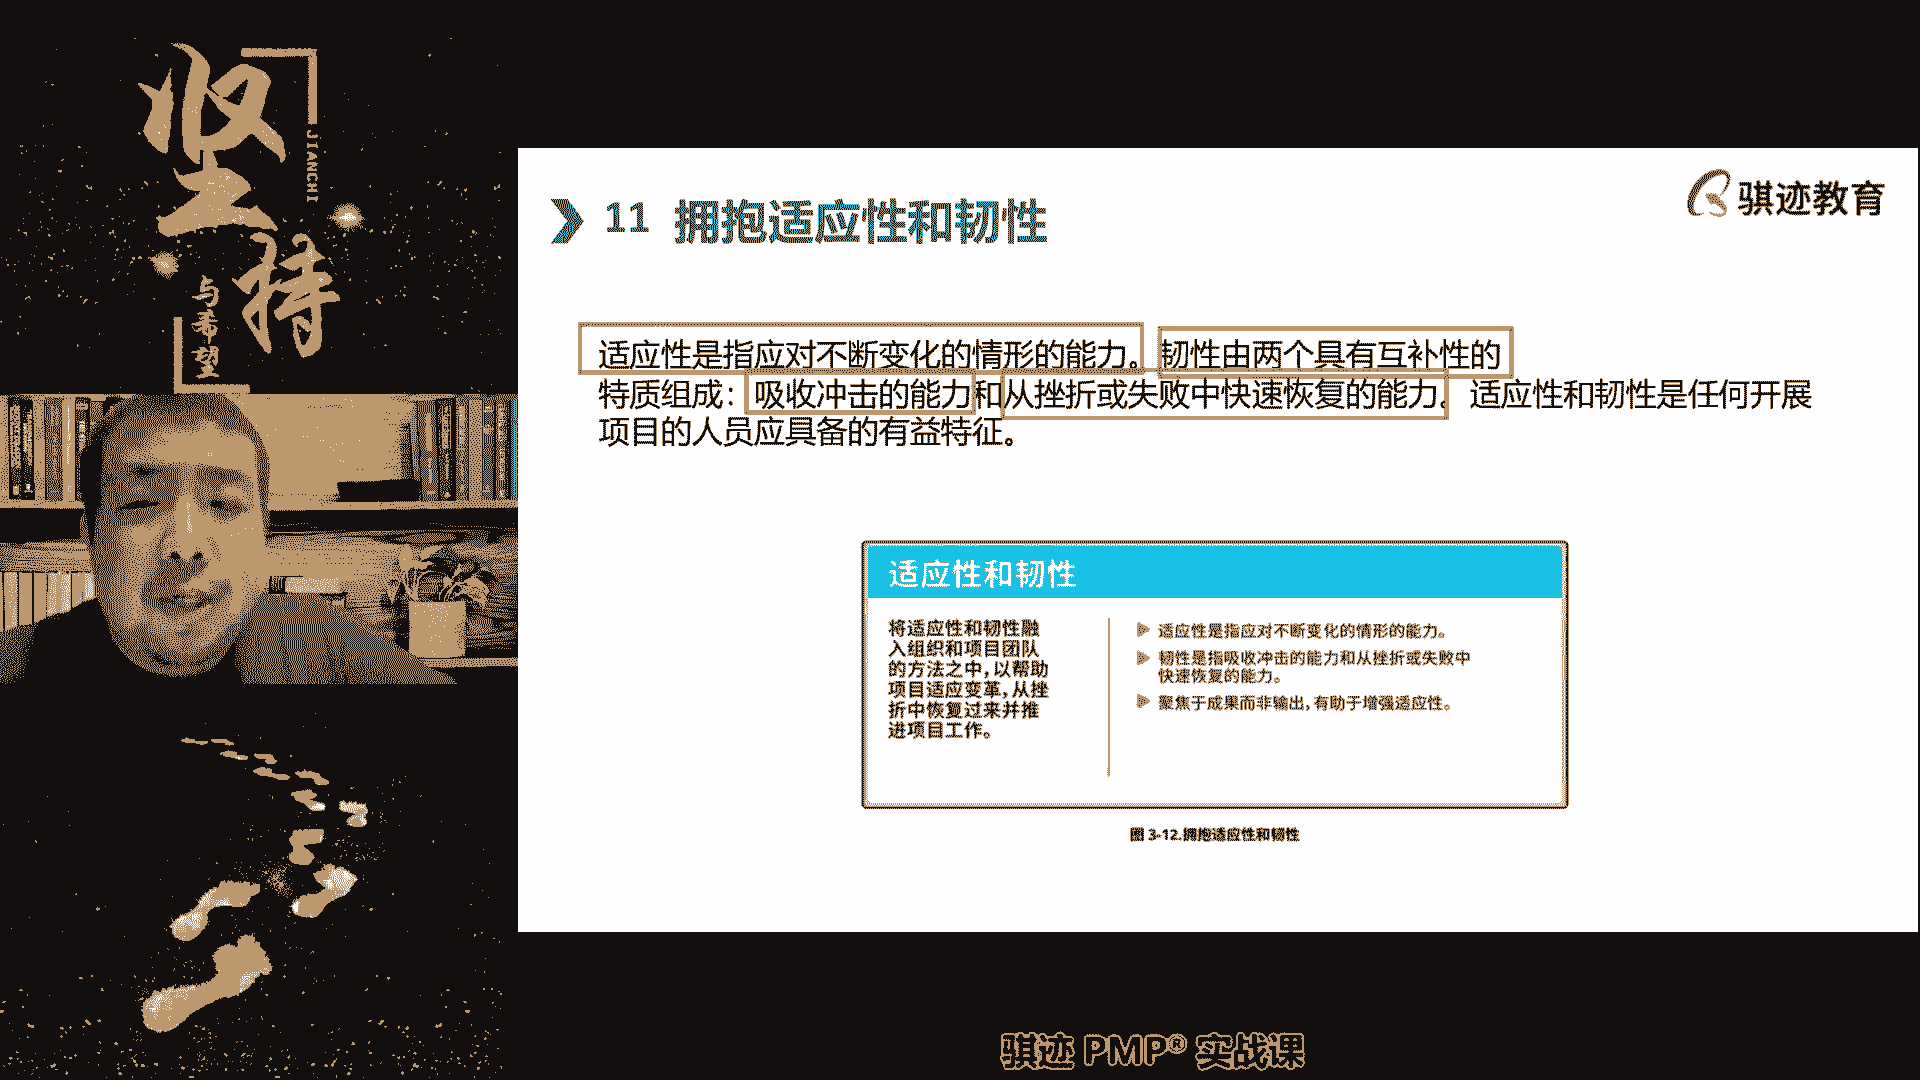 坚持
JIANCHI
与希望
骐迹教育
11 拥抱适应性和韧性
适应性是指应对不断变化的情形的能力。韧性由两个具有互补性的
特质组成：吸收冲击的能力和从挫折或失败中快速恢复的能力。适应性和韧性是任何开展
项目的人员应具备的有益特征。
适应性和韧性
将适应性和韧性融
入组织和项目团队
的方法之中，以帮助
项目适应变革，从挫
折中恢复过来并推
进项目工作。
适应性是指应对不断变化的情形的能力。
韧性是指吸收冲击的能力和从挫折或失败中
快速恢复的能力。
聚焦于成果而非输出，有助于增强适应性。
图 3-12.拥抱适应性和韧性
骐迹 PMP® 实战课